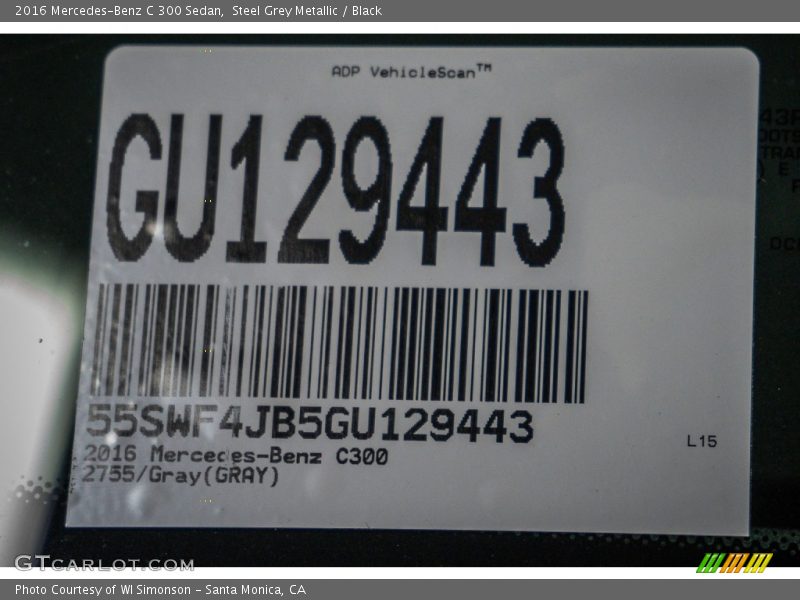 2016 Mercedes-Benz C 300 Sedan, Steel Grey Metallic / Black
ADP VehicleScan™
GU129443
55SWF4JB5GU129443
2016 Mercedes-Benz C300
2755/Gray(GRAY)
L15
GTCARLOT.COM
Photo Courtesy of WI Simonson - Santa Monica, CA